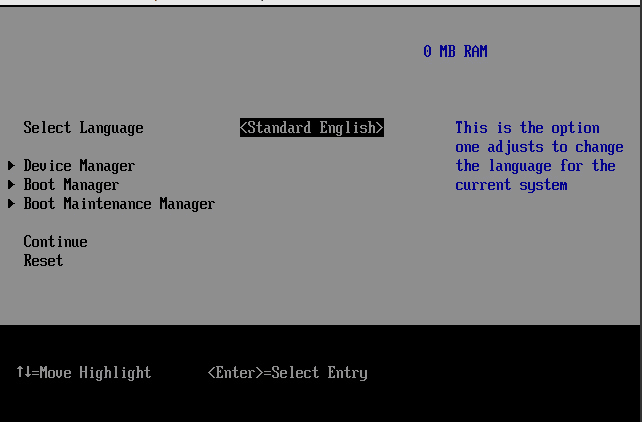 0 MB RAM
Select Language <Standard English> This is the option
one adjusts to change
Device Manager the language for the
Boot Manager current system
Boot Maintenance Manager
Continue
Reset
↑↓=Move Highlight <Enter>=Select Entry